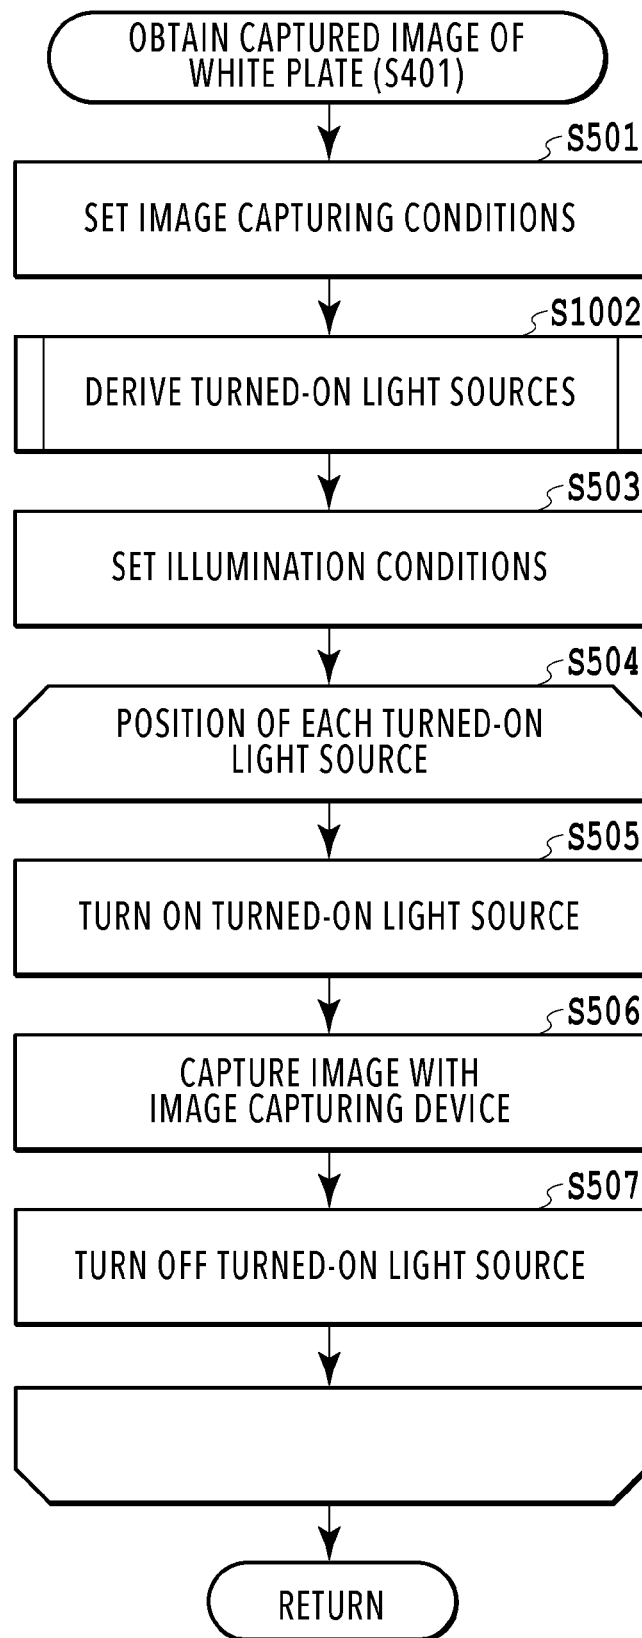 OBTAIN CAPTURED IMAGE OF
WHITE PLATE (S401)
S501
SET IMAGE CAPTURING CONDITIONS
S1002
DERIVE TURNED-ON LIGHT SOURCES
S503
SET ILLUMINATION CONDITIONS
S504
POSITION OF EACH TURNED-ON
LIGHT SOURCE
S505
TURN ON TURNED-ON LIGHT SOURCE
S506
CAPTURE IMAGE WITH
IMAGE CAPTURING DEVICE
S507
TURN OFF TURNED-ON LIGHT SOURCE
RETURN